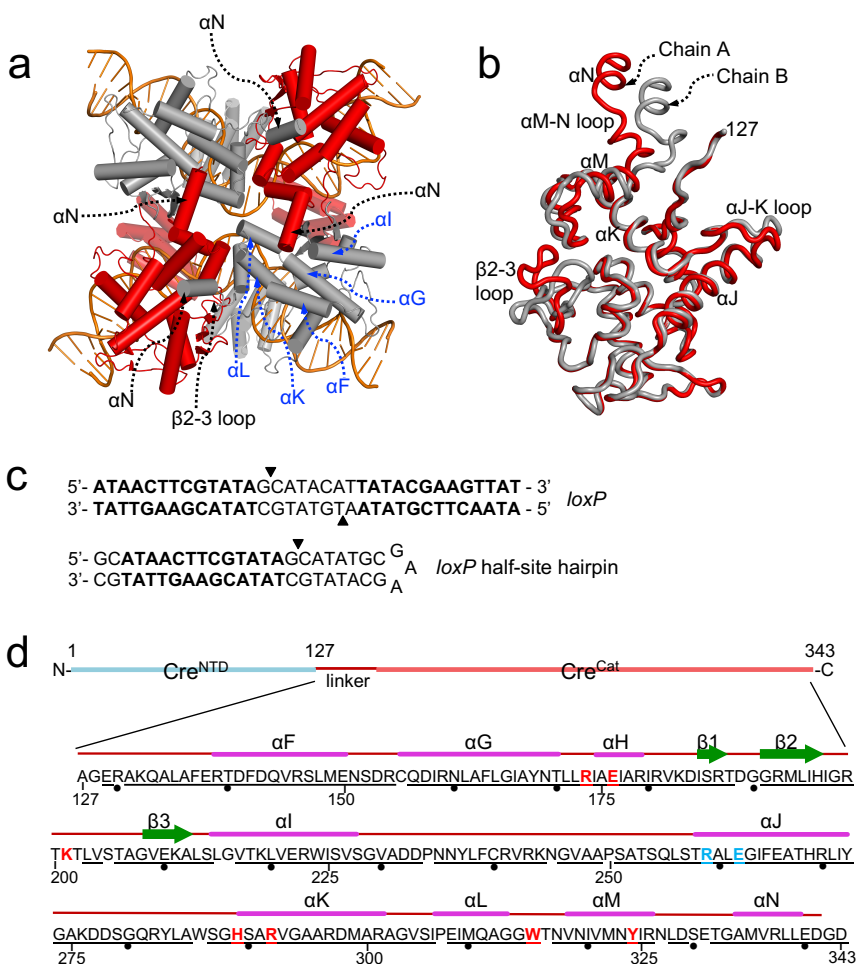 a
αN
αN
αN
αI
αG
αL
αK
αF
αN
β2-3 loop
b
αN
Chain A
Chain B
αM-N loop
127
αM
αK
αJ-K loop
β2-3
loop
αJ
c
5'- ATAACTTCGTATAGCATACATTATACGAAGTTAT - 3'
3'- TATTGAAGCATATCGTATGTAATATGCTTCAATA - 5'
loxP
5'- GCATAACTTCGTATAGCATATGC G
A
3'- CGTATTGAAGCATATCGTATACG A
loxP half-site hairpin
d
1 127 343
N- Cre^NTD linker Cre^Cat -C
αF αG αH β1 β2
AGERAKQALAFERTDFDQVRSLMENSDRCQDIRNLAFLGIAYNTLLRIAEIARIRVKDISRTDGGRMLIHIGR
127 150 175
β3 αI αJ
TKTLVSTAGVEKALSLGVTKLVERWISVSGVADDPNNYLFCRVRKNGVAAPSATSQLSTRALEGIFEATHRLIY
200 225 250
αK αL αM αN
GAKDDSGQRYLAWSGHSARVGAARDMARAGVSIPEIMQAGGWTNVNIVMNYIRNLDSETGAMVRLLEDGD
275 300 325 343